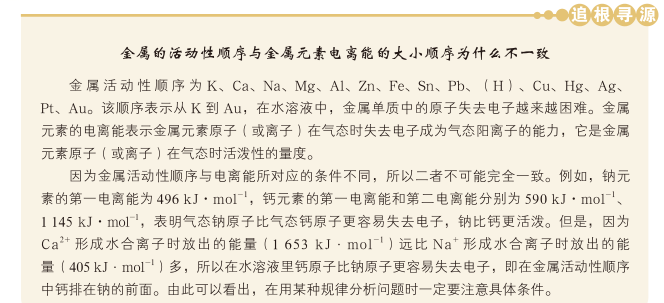 追根寻源
金属的活动性顺序与金属元素电离能的大小顺序为什么不一致
金属活动性顺序为 K、Ca、Na、Mg、Al、Zn、Fe、Sn、Pb、(H)、Cu、Hg、Ag、
Pt、Au。该顺序表示从 K 到 Au,在水溶液中,金属单质中的原子失去电子越来越困难。金属
元素的电离能表示金属元素原子(或离子)在气态时失去电子成为气态阳离子的能力,它是金属
元素原子(或离子)在气态时活泼性的量度。
因为金属活动性顺序与电离能所对应的条件不同,所以二者不可能完全一致。例如,钠元
素的第一电离能为 496 kJ·mol⁻¹,钙元素的第一电离能和第二电离能分别为 590 kJ·mol⁻¹、
1 145 kJ·mol⁻¹,表明气态钠原子比气态钙原子更容易失去电子,钠比钙更活泼。但是,因为
Ca²⁺ 形成水合离子时放出的能量(1 653 kJ·mol⁻¹)远比 Na⁺ 形成水合离子时放出的能
量(405 kJ·mol⁻¹)多,所以在水溶液里钙原子比钠原子更容易失去电子,即在金属活动性顺序
中钙排在钠的前面。由此可以看出,在用某种规律分析问题时一定要注意具体条件。